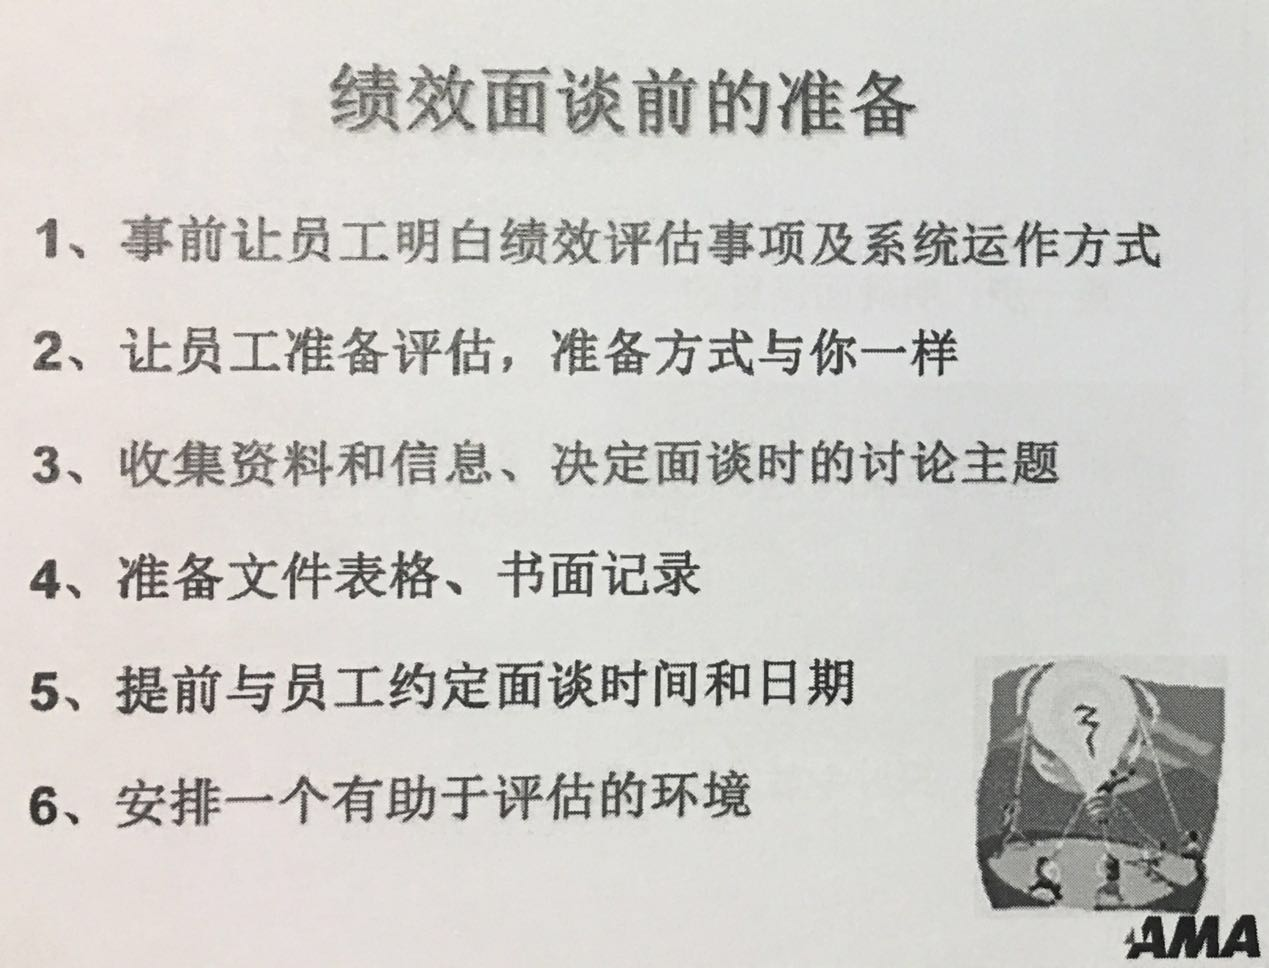 绩效面谈前的准备
1、事前让员工明白绩效评估事项及系统运作方式
2、让员工准备评估，准备方式与你一样
3、收集资料和信息、决定面谈时的讨论主题
4、准备文件表格、书面记录
5、提前与员工约定面谈时间和日期
6、安排一个有助于评估的环境
AMA